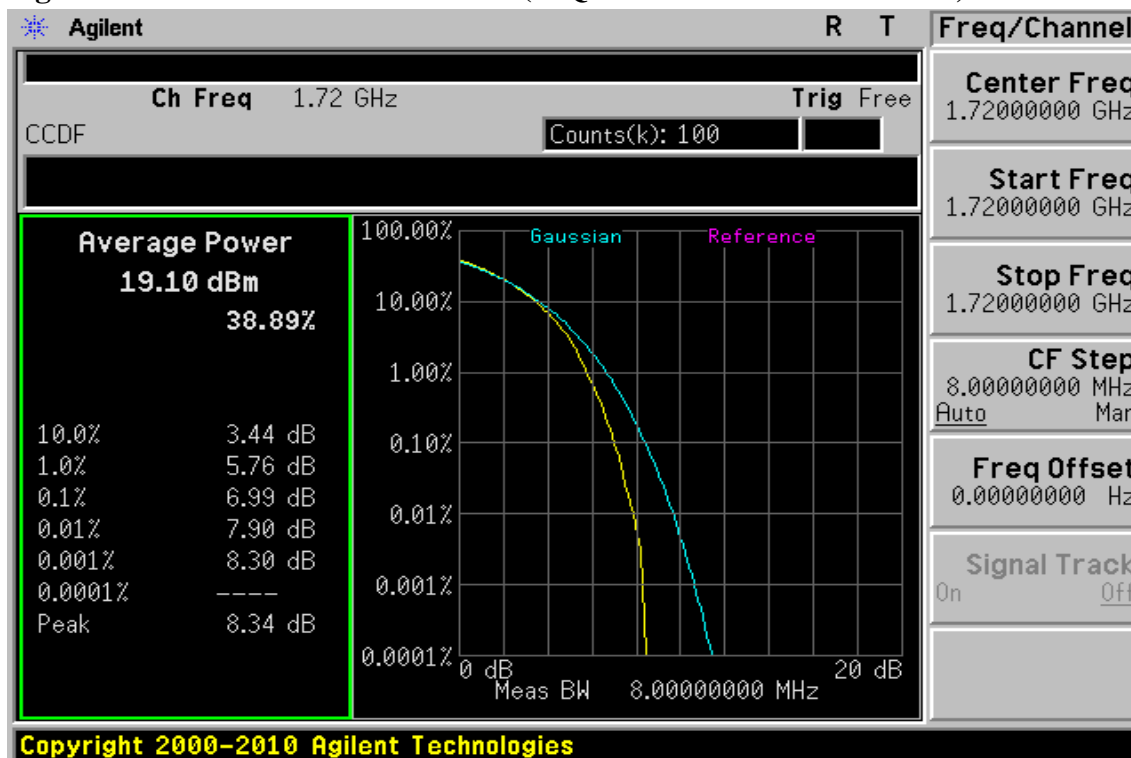 Agilent R T
Freq/Channel
Ch Freq 1.72 GHz Trig Free
CCDF Counts(k): 100
Average Power
19.10 dBm
38.89%
10.0% 3.44 dB
1.0% 5.76 dB
0.1% 6.99 dB
0.01% 7.90 dB
0.001% 8.30 dB
0.0001% ----
Peak 8.34 dB
Gaussian Reference
100.00%
10.00%
1.00%
0.10%
0.01%
0.001%
0.0001%
0 dB 20 dB
Meas BW 8.00000000 MHz
Center Freq
1.72000000 GHz
Start Freq
1.72000000 GHz
Stop Freq
1.72000000 GHz
CF Step
8.00000000 MHz
Auto Man
Freq Offset
0.00000000 Hz
Signal Track
On Off
Copyright 2000-2010 Agilent Technologies